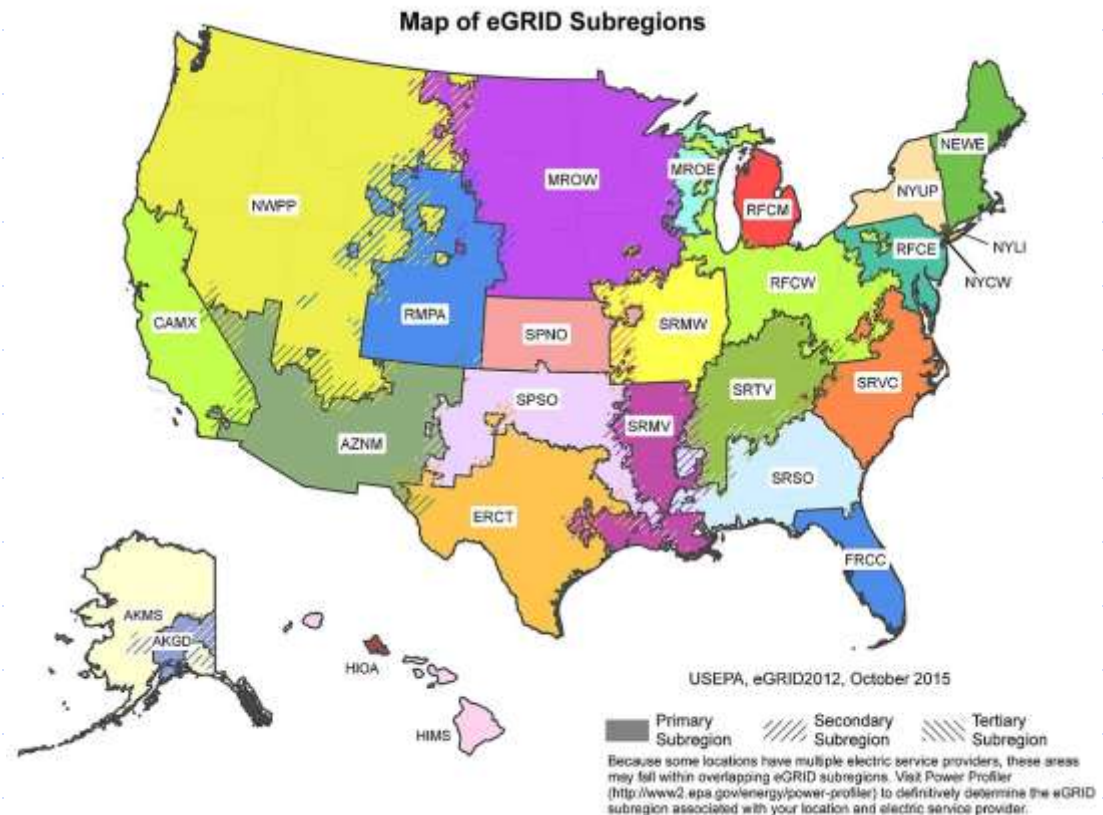 Map of eGRID Subregions
NEWE
MROE
MROW
NYUP
NWPP
RFCM
NYLI
RFCE
NYCW
RFCW
CAMX
RMPA
SRMW
SPNO
SRVC
SRTV
SPSO
SRMV
AZNM
SRSO
ERCT
FRCC
AKMS
AKGD
HIOA
HIMS
USEPA, eGRID2012, October 2015
Primary
Subregion
Secondary
Subregion
Tertiary
Subregion
Because some locations have multiple electric service providers, these areas
may fall within overlapping eGRID subregions. Visit Power Profiler
(http://www2.epa.gov/energy/power-profiler) to definitively determine the eGRID
subregion associated with your location and electric service provider.